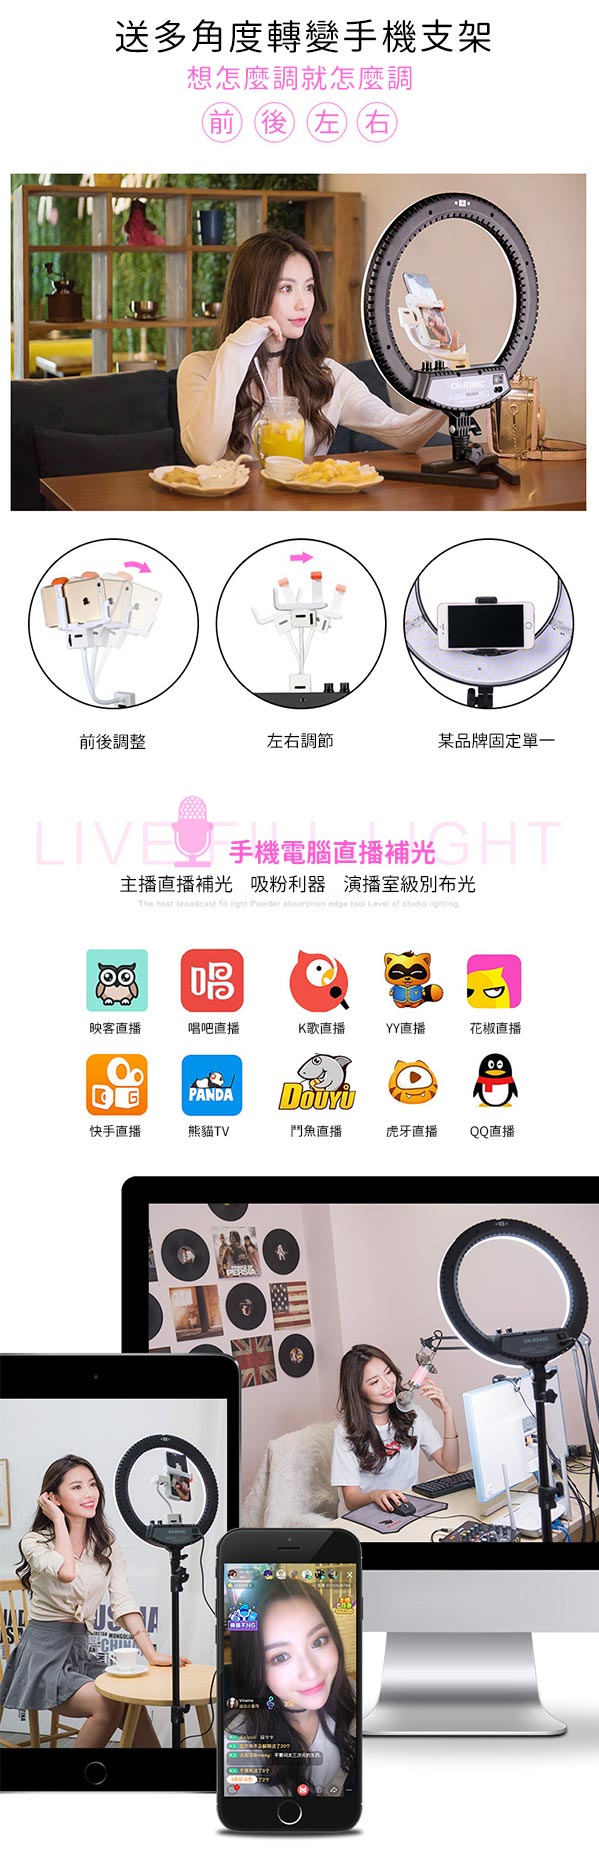 送多角度轉變手機支架
想怎麼調就怎麼調
前 後 左 右
CN-R280C
前後調整
左右調節
某品牌固定單一
LIVE FILL LIGHT
手機電腦直播補光
主播直播補光 吸粉利器 演播室級別布光
The host broadcast fill light Powder absorption edge tool Level of studio lighting
唱
PANDA
DOUYU
映客直播
唱吧直播
K歌直播
YY直播
花椒直播
快手直播
熊貓TV
鬥魚直播
虎牙直播
QQ直播
PERSIA